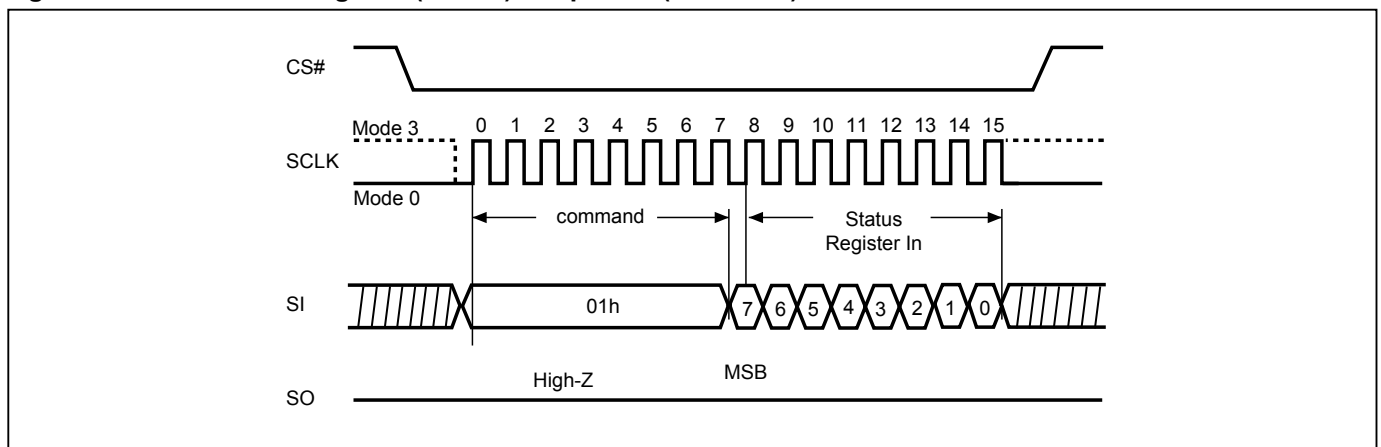 CS#
Mode 3
0 1 2 3 4 5 6 7 8 9 10 11 12 13 14 15
SCLK
Mode 0
command
Status
Register In
SI
01h
7 6 5 4 3 2 1 0
High-Z
MSB
SO